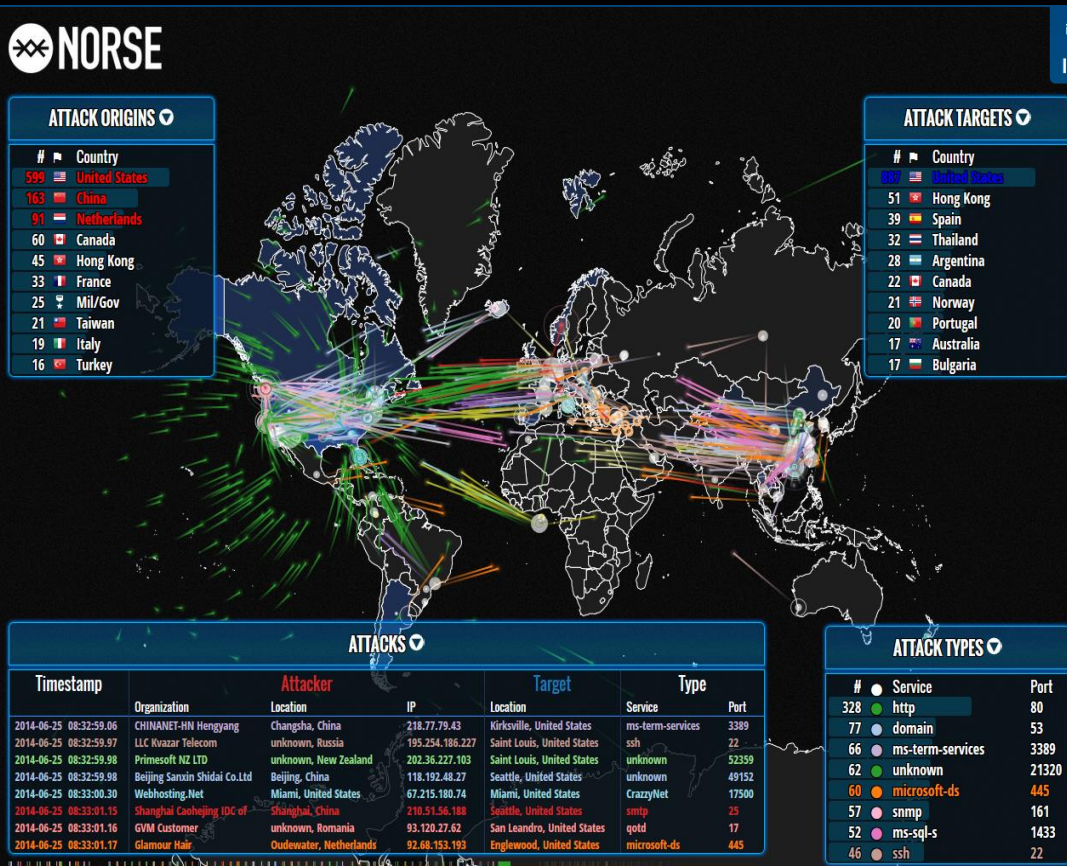 NORSE
ATTACK ORIGINS
# Country
599 United States
163 China
91 Netherlands
60 Canada
45 Hong Kong
33 France
25 Mil/Gov
21 Taiwan
19 Italy
16 Turkey
ATTACK TARGETS
# Country
887 United States
51 Hong Kong
39 Spain
32 Thailand
28 Argentina
22 Canada
21 Norway
20 Portugal
17 Australia
17 Bulgaria
ATTACKS
Timestamp Attacker Target Type
Organization Location IP Location Service Port
2014-06-25 08:32:59.06 CHINANET-HN Hengyang Changsha, China 218.77.79.43 Kirksville, United States ms-term-services 3389
2014-06-25 08:32:59.97 LLC Kvazar Telecom unknown, Russia 195.254.186.227 Saint Louis, United States ssh 22
2014-06-25 08:32:59.98 Primesoft NZ LTD unknown, New Zealand 202.36.227.103 Saint Louis, United States unknown 52359
2014-06-25 08:32:59.98 Beijing Sanxin Shidai Co.Ltd Beijing, China 118.192.48.27 Seattle, United States unknown 49152
2014-06-25 08:33:00.30 Webhosting.Net Miami, United States 67.215.180.74 Miami, United States CrazzyNet 17500
2014-06-25 08:33:01.15 Shanghai Caohejing IDC of Shanghai, China 210.51.56.188 Seattle, United States smtp 25
2014-06-25 08:33:01.16 GVM Customer unknown, Romania 93.120.27.62 San Leandro, United States qotd 17
2014-06-25 08:33:01.17 Glamour Hair Oudewater, Netherlands 92.68.153.193 Englewood, United States microsoft-ds 445
ATTACK TYPES
# Service Port
328 http 80
77 domain 53
66 ms-term-services 3389
62 unknown 21320
60 microsoft-ds 445
57 snmp 161
52 ms-sql-s 1433
46 ssh 22